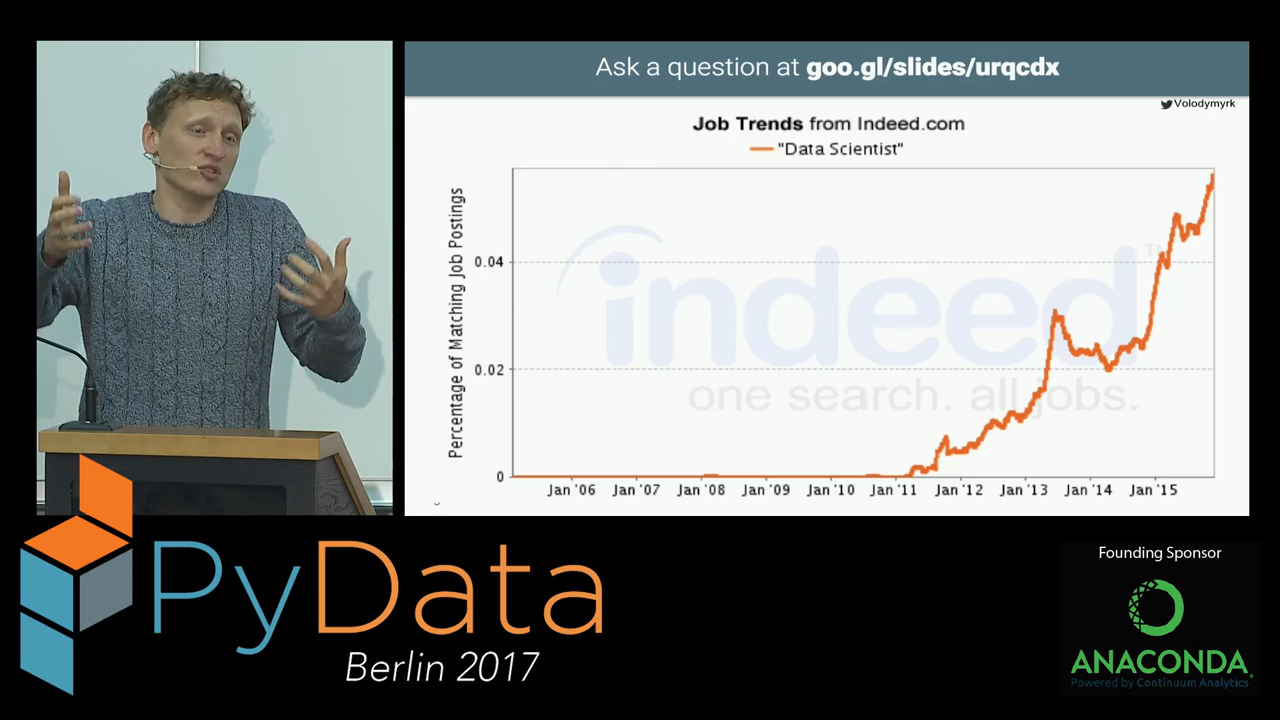 Ask a question at goo.gl/slides/urqcdx
Volodymyrk
Job Trends from Indeed.com
"Data Scientist"
Percentage of Matching Job Postings
0.04
0.02
0
indeed
TM
one search. all jobs.
Jan '06 Jan '07 Jan '08 Jan '09 Jan '10 Jan '11 Jan '12 Jan '13 Jan '14 Jan '15
PyData
Berlin 2017
Founding Sponsor
ANACONDA
Powered by Continuum Analytics